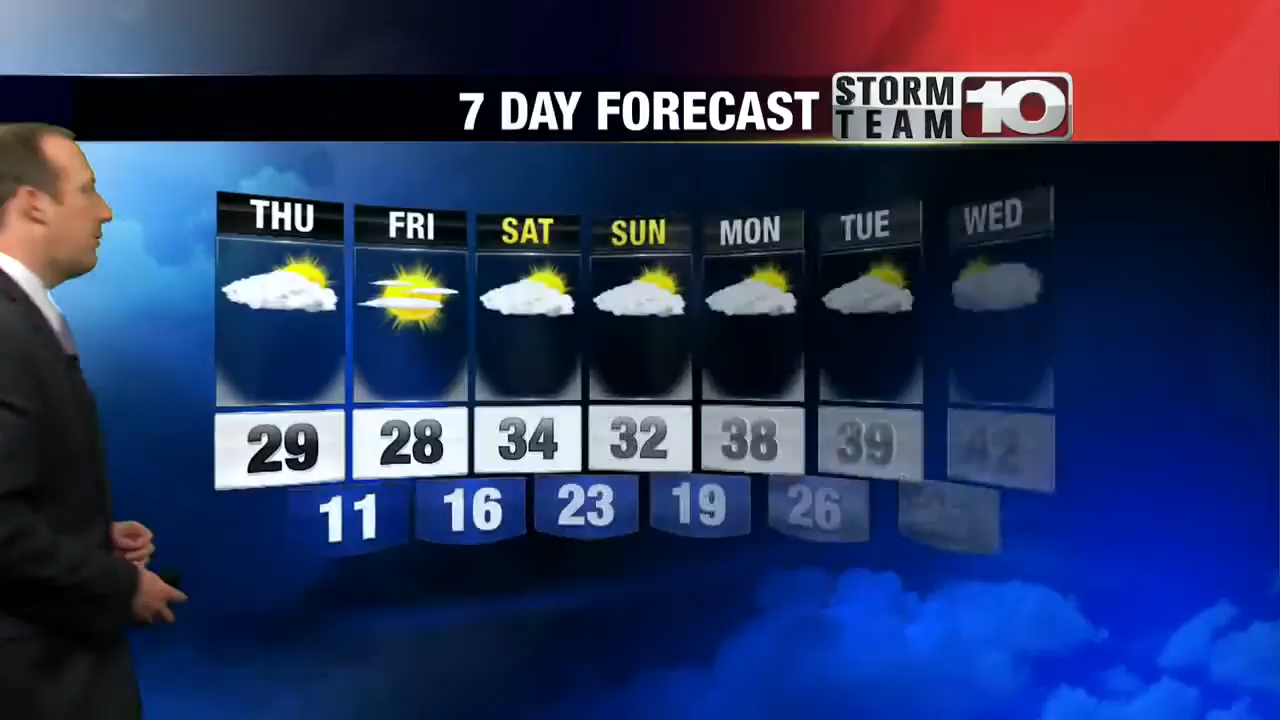 7 DAY FORECAST
STORM TEAM 10
THU FRI SAT SUN MON TUE WED
29 28 34 32 38 39 42
11 16 23 19 26